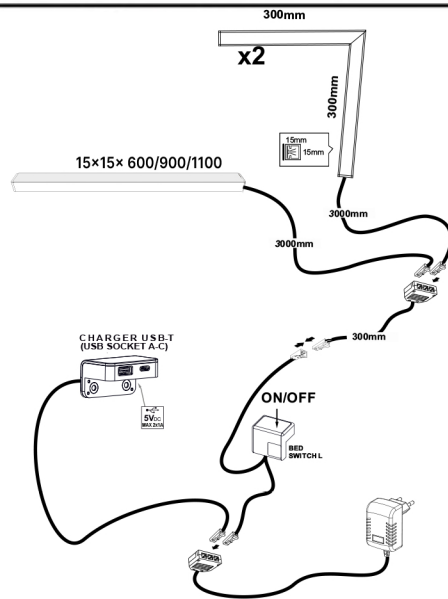 300mm
x2
300mm
15mm
15mm
15×15× 600/900/1100
3000mm
3000mm
300mm
CHARGER USB-T
(USB SOCKET A-C)
5VDC
MAX 2x1A
ON/OFF
BED
SWITCH L